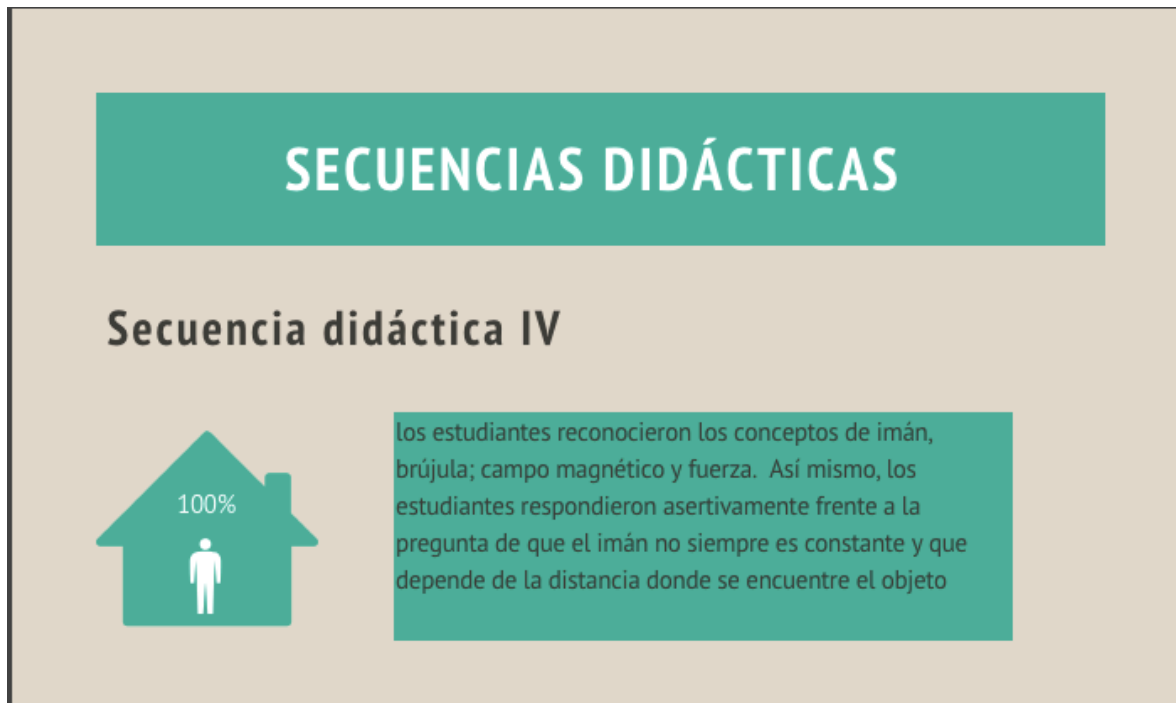 SECUENCIAS DIDÁCTICAS
Secuencia didáctica IV
100%
los estudiantes reconocieron los conceptos de imán,
brújula; campo magnético y fuerza.  Así mismo, los
estudiantes respondieron asertivamente frente a la
pregunta de que el imán no siempre es constante y que
depende de la distancia donde se encuentre el objeto